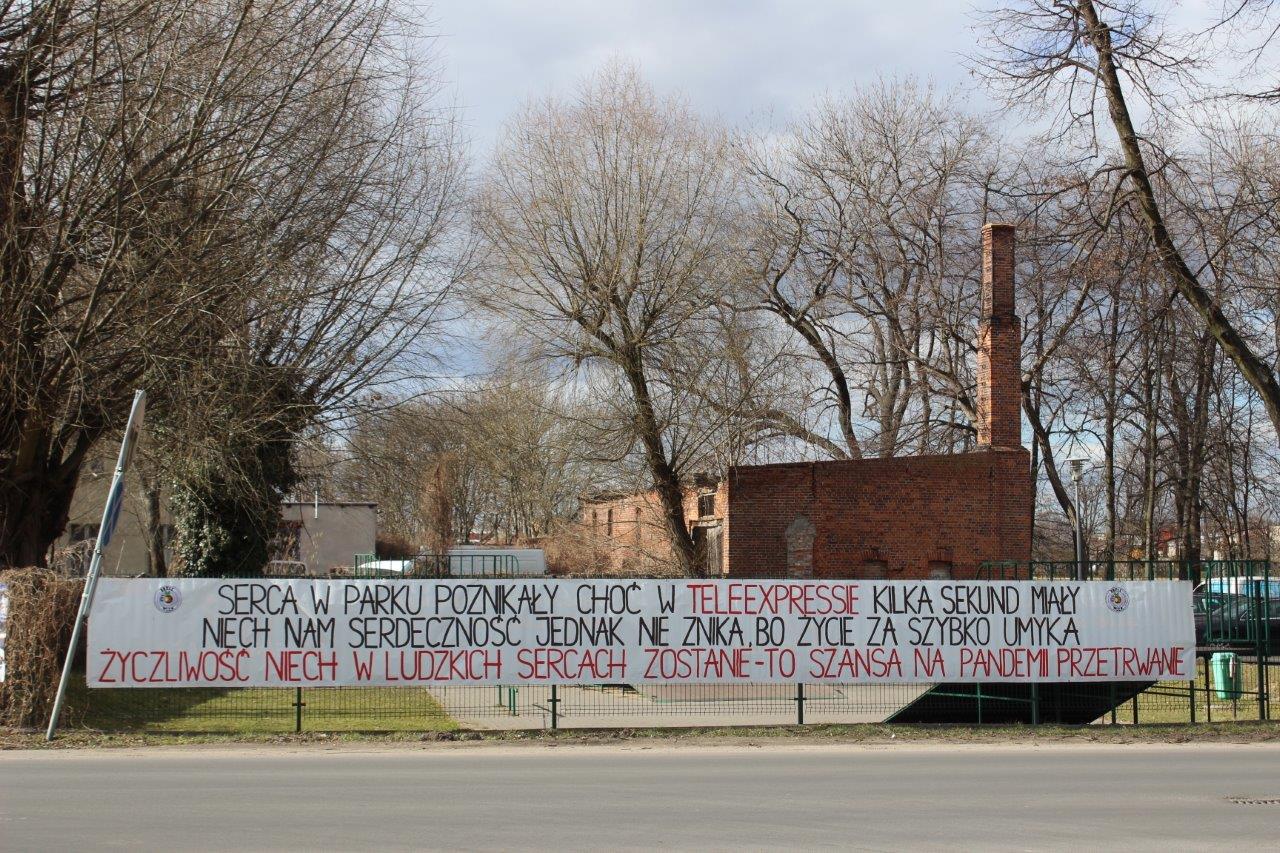 SERCA W PARKU POZNIKAŁY CHOĆ W TELEEXPRESSIE KILKA SEKUND MIAŁY
NIECH NAM SERDECZNOŚĆ JEDNAK NIE ZNIKA, BO ŻYCIE ZA SZYBKO UMYKA
ŻYCZLIWOŚĆ NIECH W LUDZKICH SERCACH ZOSTANIE-TO SZANSA NA PANDEMII PRZETRWANIE